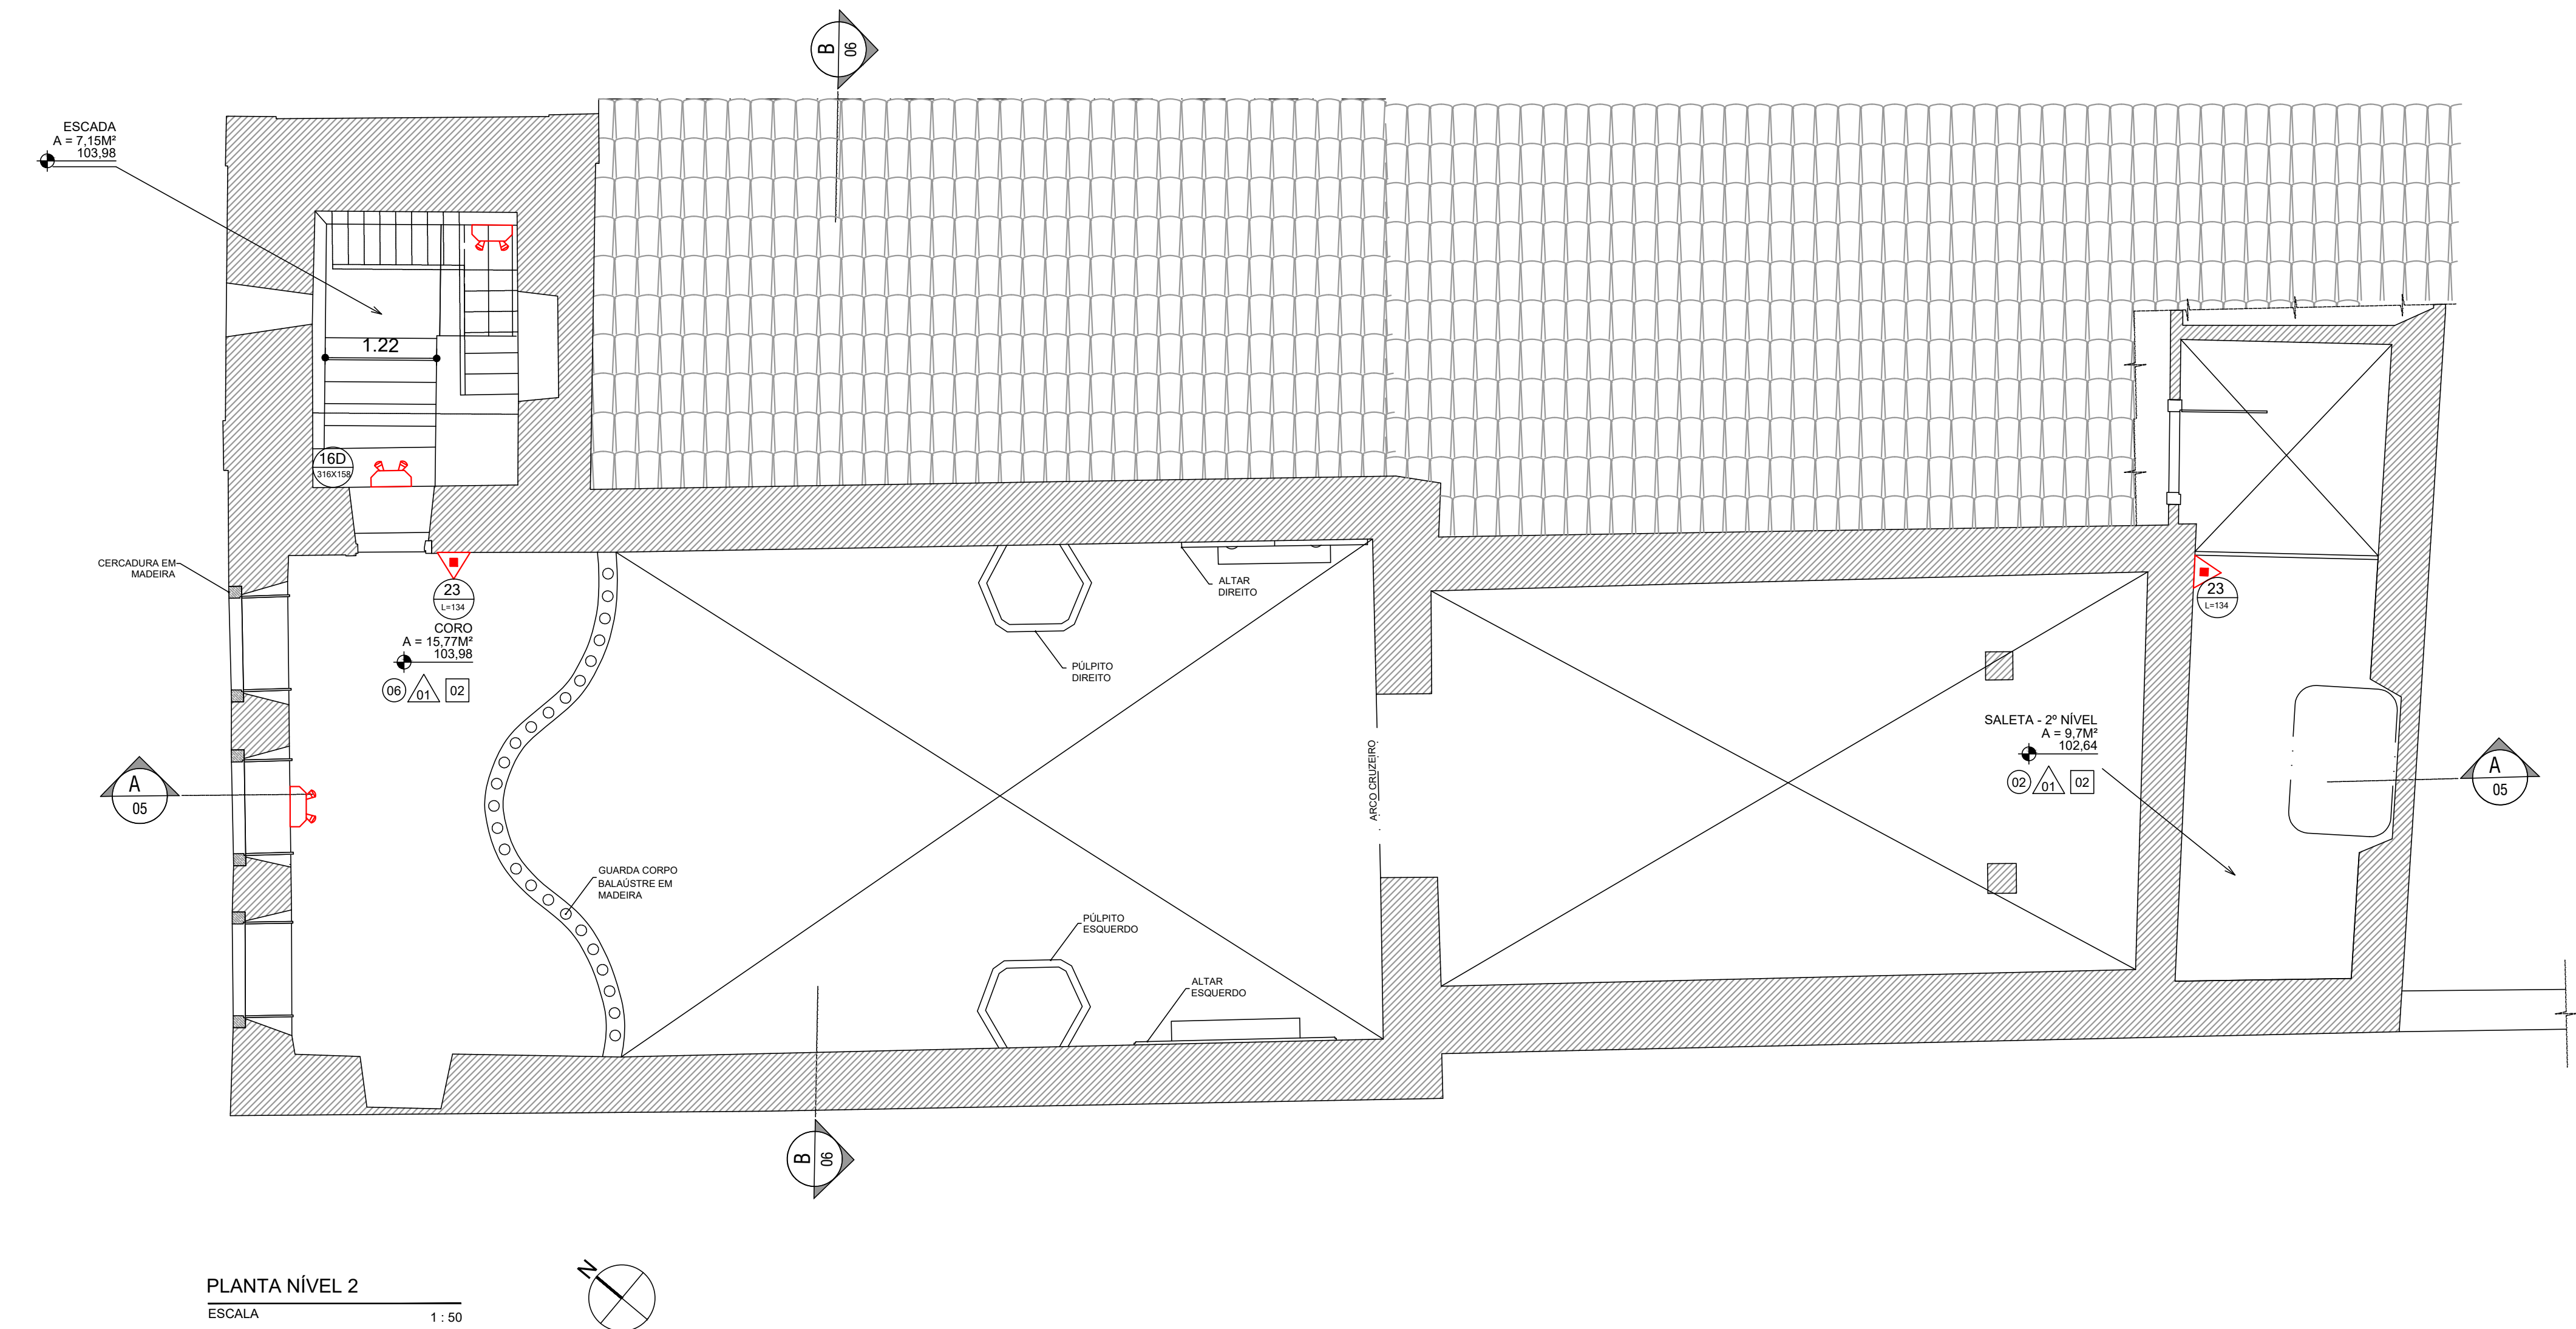 B
06
ESCADA
A = 7,15M²
103,98
1.22
16D
316X158
CERCADURA EM
MADEIRA
23
L=134
CORO
A = 15,77M²
103,98
06
01
02
ALTAR
DIREITO
PÚLPITO
DIREITO
23
L=134
ARCO CRUZEIRO
SALETA - 2º NÍVEL
A = 9,7M²
102,64
02
01
02
A
05
A
05
GUARDA CORPO
BALAÚSTRE EM
MADEIRA
PÚLPITO
ESQUERDO
ALTAR
ESQUERDO
B
06
PLANTA NÍVEL 2
ESCALA
1 : 50
N